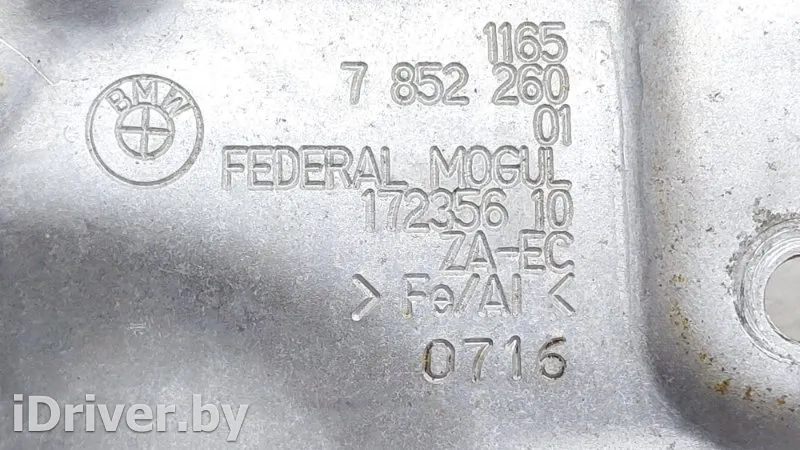 1165
7 852 260
01
BMW
FEDERAL MOGUL
172356 10
ZA-EC
> Fe/Al <
0716
iDriver.by